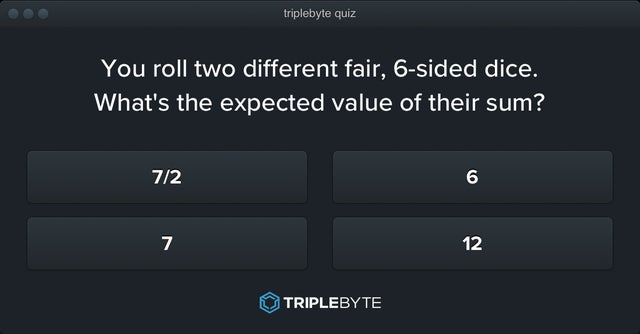 triplebyte quiz
You roll two different fair, 6-sided dice.
What's the expected value of their sum?
7/2
6
7
12
TRIPLEBYTE